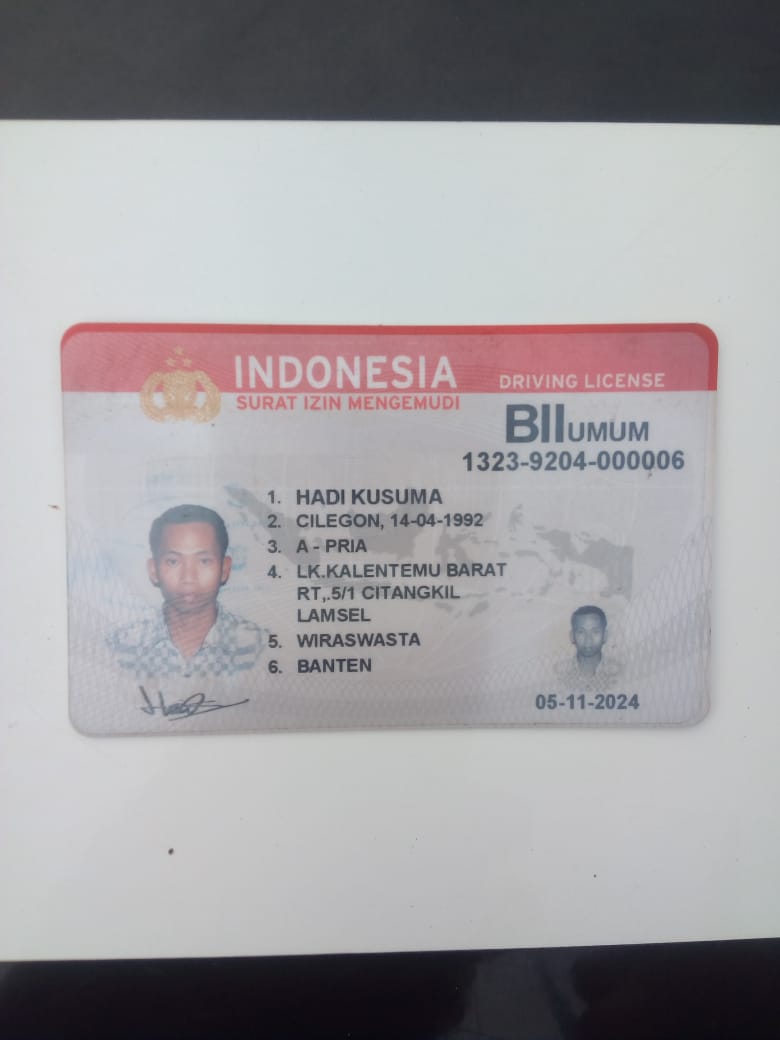 INDONESIA
SURAT IZIN MENGEMUDI
DRIVING LICENSE
BII UMUM
1323-9204-000006
1. HADI KUSUMA
2. CILEGON, 14-04-1992
3. A - PRIA
4. LK.KALENTEMU BARAT
RT,.5/1 CITANGKIL
LAMSEL
5. WIRASWASTA
6. BANTEN
05-11-2024